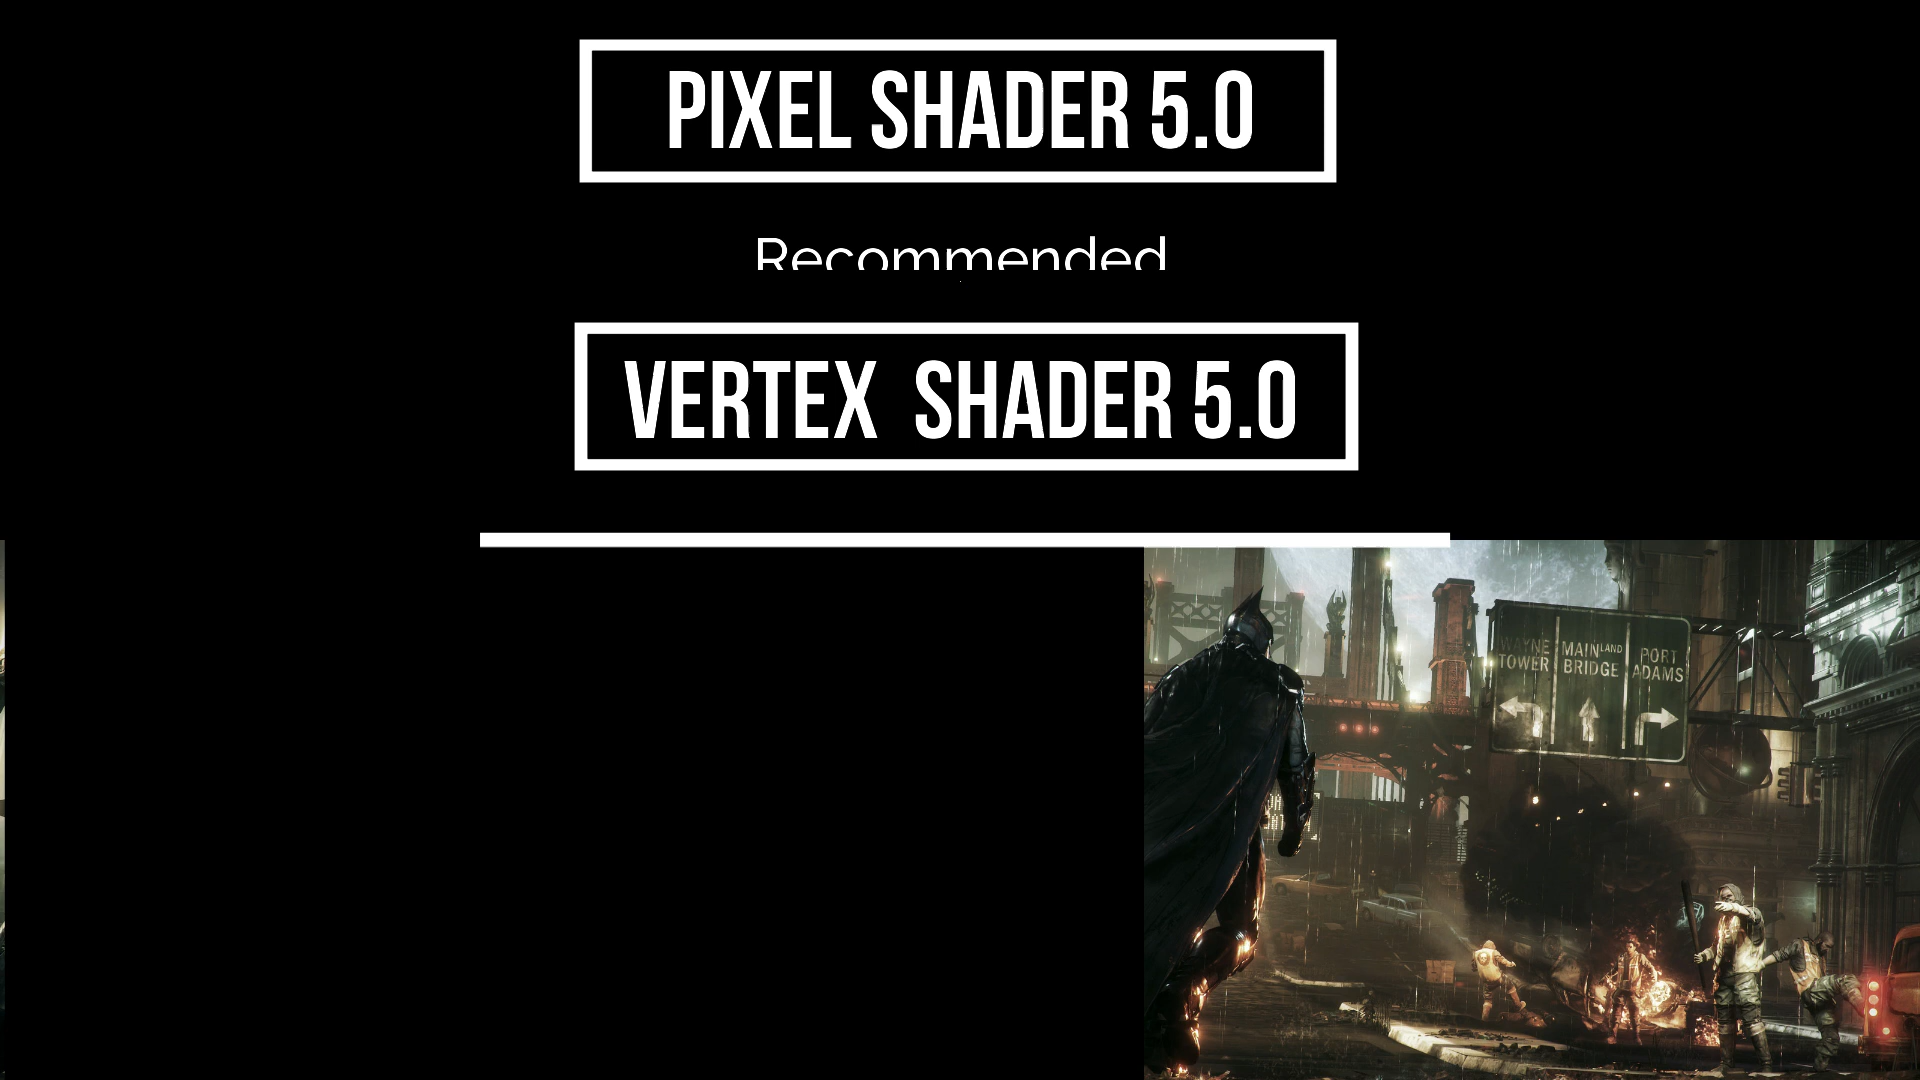 PIXEL SHADER 5.0
Recommended
VERTEX SHADER 5.0
WAYNE TOWER
MAINLAND BRIDGE
PORT ADAMS